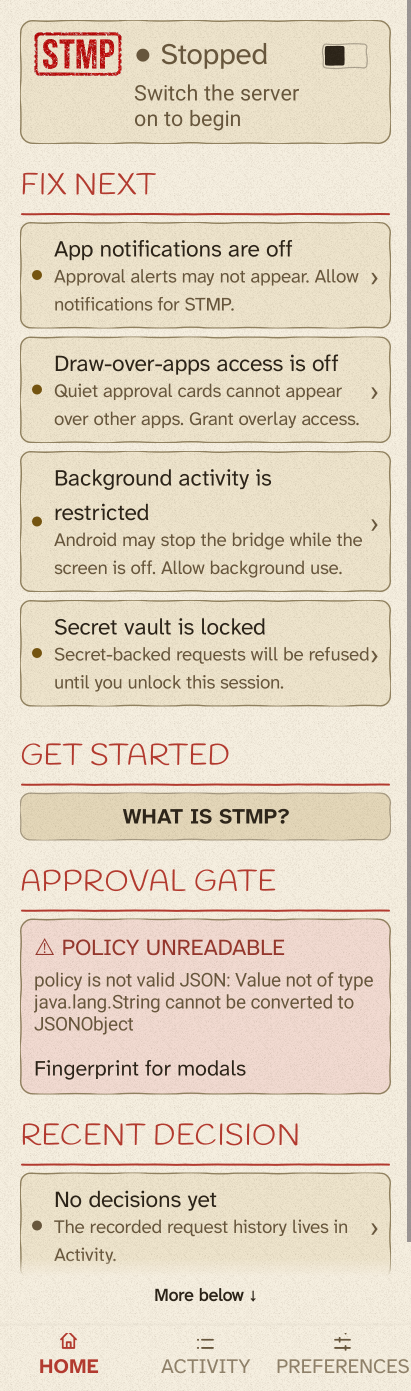 STMP
● Stopped
Switch the server
on to begin
FIX NEXT
App notifications are off
Approval alerts may not appear. Allow
notifications for STMP.
Draw-over-apps access is off
Quiet approval cards cannot appear
over other apps. Grant overlay access.
Background activity is
restricted
Android may stop the bridge while the
screen is off. Allow background use.
Secret vault is locked
Secret-backed requests will be refused
until you unlock this session.
GET STARTED
WHAT IS STMP?
APPROVAL GATE
⚠ POLICY UNREADABLE
policy is not valid JSON: Value not of type
java.lang.String cannot be converted to
JSONObject
Fingerprint for modals
RECENT DECISION
No decisions yet
The recorded request history lives in
Activity.
More below ↓
HOME
ACTIVITY
PREFERENCES